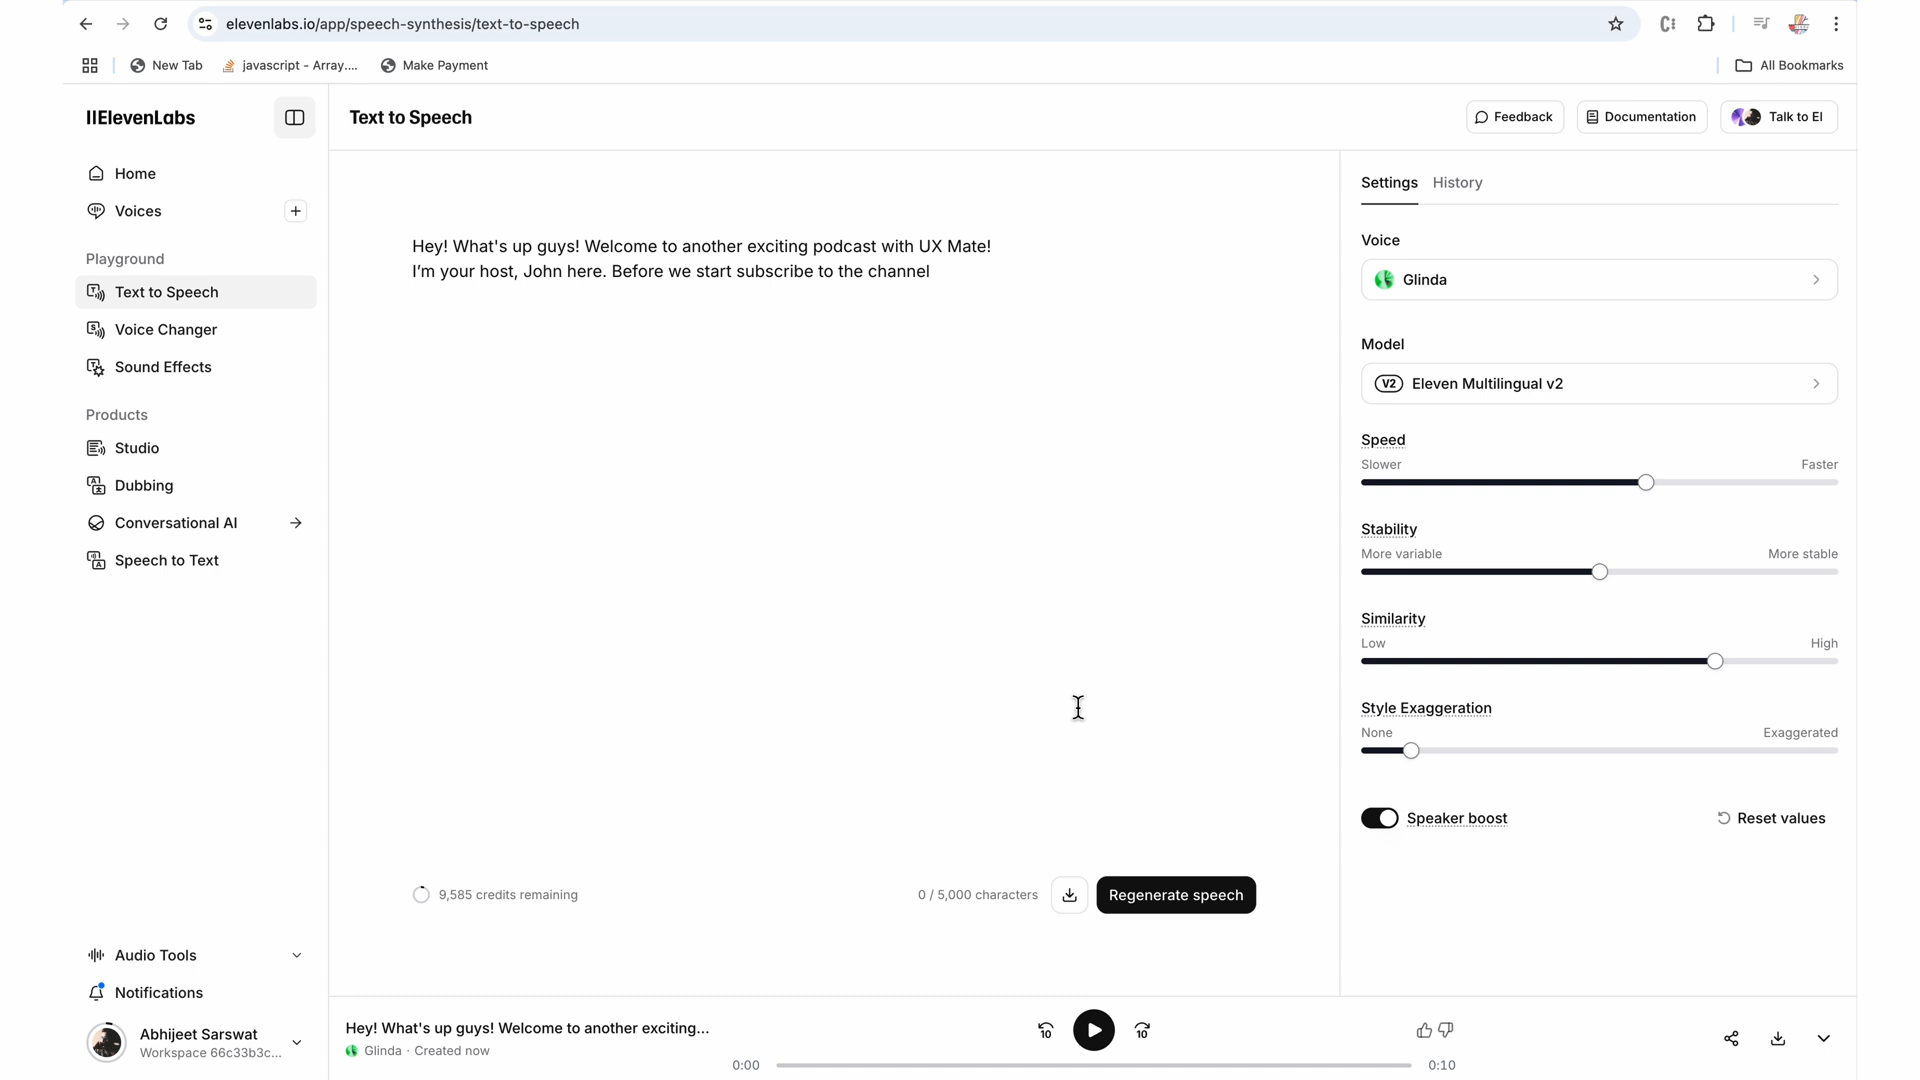 elevenlabs.io/app/speech-synthesis/text-to-speech
New Tab
javascript - Array....
Make Payment
All Bookmarks
IIElevenLabs
Text to Speech
Feedback
Documentation
Talk to El
Home
Voices
Playground
Text to Speech
Voice Changer
Sound Effects
Products
Studio
Dubbing
Conversational AI
Speech to Text
Audio Tools
Notifications
Abhijeet Sarswat
Workspace 66c33b3c...
Hey! What's up guys! Welcome to another exciting podcast with UX Mate!
I'm your host, John here. Before we start subscribe to the channel
9,585 credits remaining
0 / 5,000 characters
Regenerate speech
Settings
History
Voice
Glinda
Model
V2 Eleven Multilingual v2
Speed
Slower
Faster
Stability
More variable
More stable
Similarity
Low
High
Style Exaggeration
None
Exaggerated
Speaker boost
Reset values
Hey! What's up guys! Welcome to another exciting...
Glinda · Created now
10
10
0:00
0:10